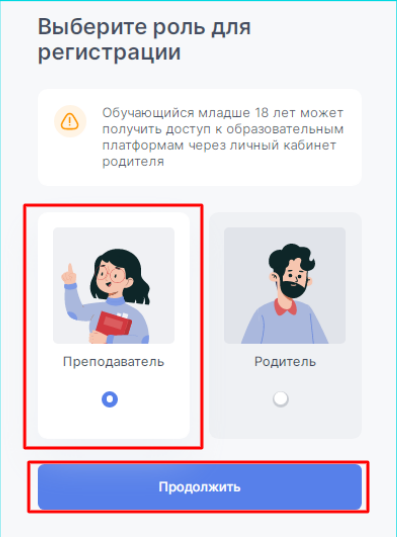 Выберите роль для
регистрации
Обучающийся младше 18 лет может
получить доступ к образовательным
платформам через личный кабинет
родителя
Преподаватель
Родитель
Продолжить